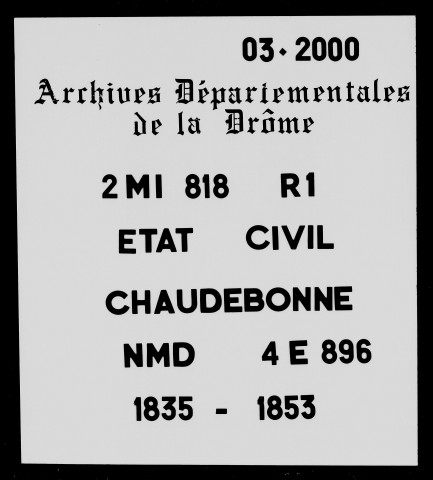 03.2000
Archives Départementales
de la Drôme
2 MI 818 R1
ETAT CIVIL
CHAUDEBONNE
NMD 4 E 896
1835 - 1853